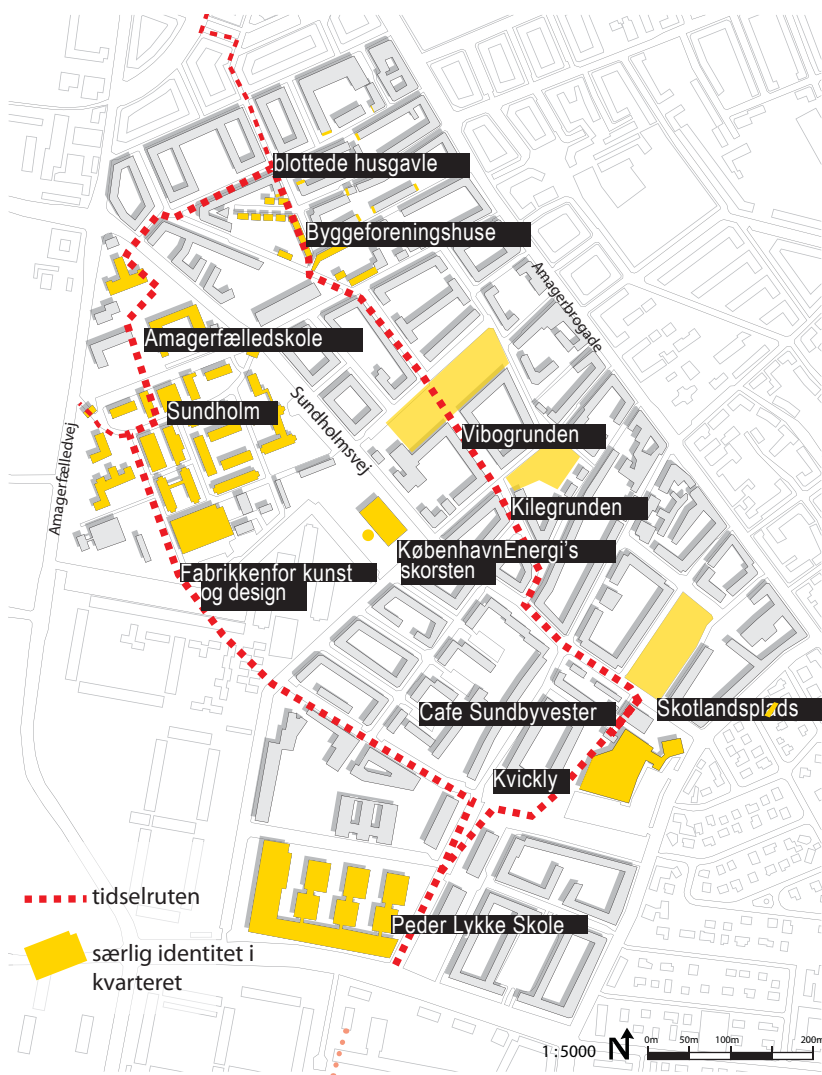 blottede husgavle
Byggeforeningshuse
Amagerbrogade
Amagerfælledskole
Sundholm
Sundholmsvej
Vibogrunden
Amagerfælledvej
Kilegrunden
KøbenhavnEnergi's
skorsten
Fabrikkenfor kunst
og design
Cafe Sundbyvester
Skotlandsplads
Kvickly
tidselruten
Peder Lykke Skole
særlig identitet i
kvarteret
1:5000 N 0m 50m 100m 200m